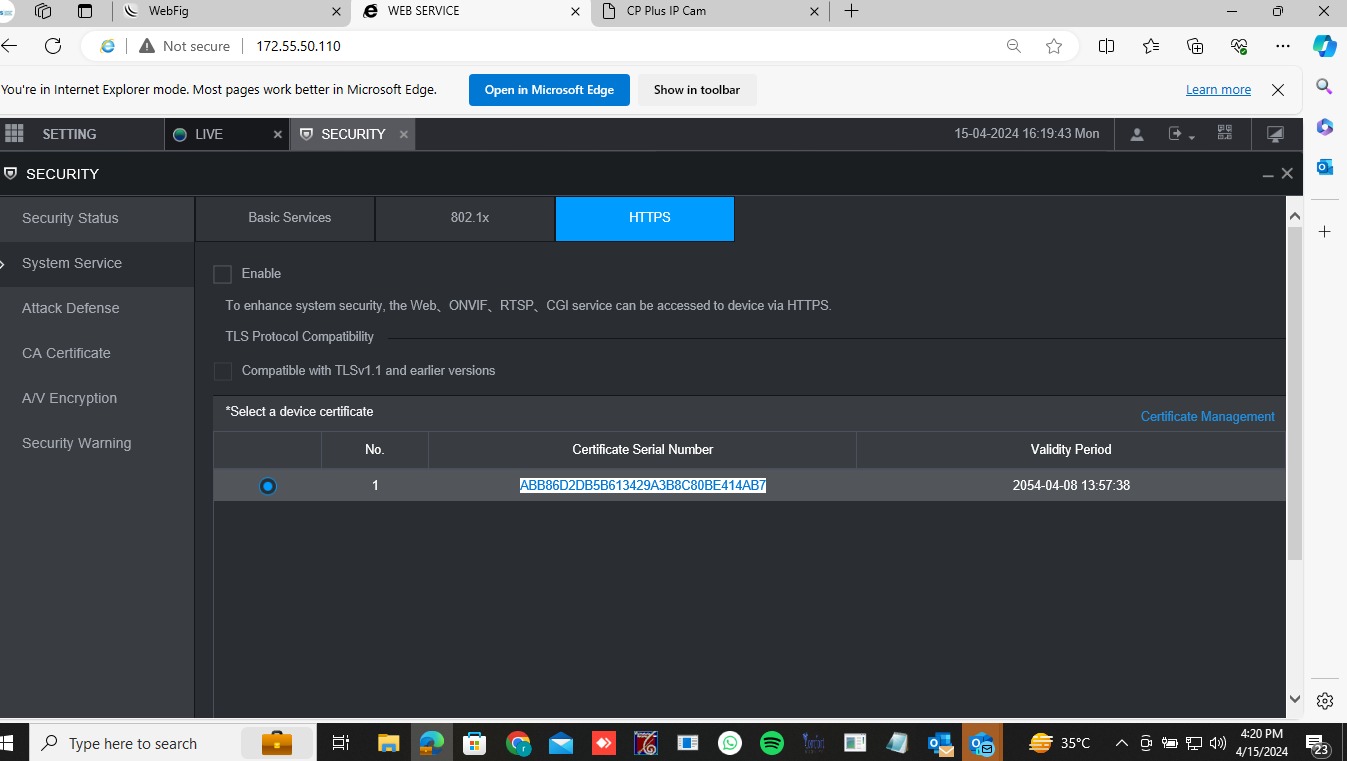 WebFig
WEB SERVICE
CP Plus IP Cam
Not secure
172.55.50.110
You're in Internet Explorer mode. Most pages work better in Microsoft Edge.
Open in Microsoft Edge
Show in toolbar
Learn more
SETTING
LIVE
SECURITY
15-04-2024 16:19:43 Mon
SECURITY
Security Status
System Service
Attack Defense
CA Certificate
A/V Encryption
Security Warning
Basic Services
802.1x
HTTPS
Enable
To enhance system security, the Web、ONVIF、RTSP、CGI service can be accessed to device via HTTPS.
TLS Protocol Compatibility
Compatible with TLSv1.1 and earlier versions
*Select a device certificate
Certificate Management
No.
Certificate Serial Number
Validity Period
1
ABB86D2DB5B613429A3B8C80BE414AB7
2054-04-08 13:57:38
Type here to search
35°C
4:20 PM
4/15/2024
23